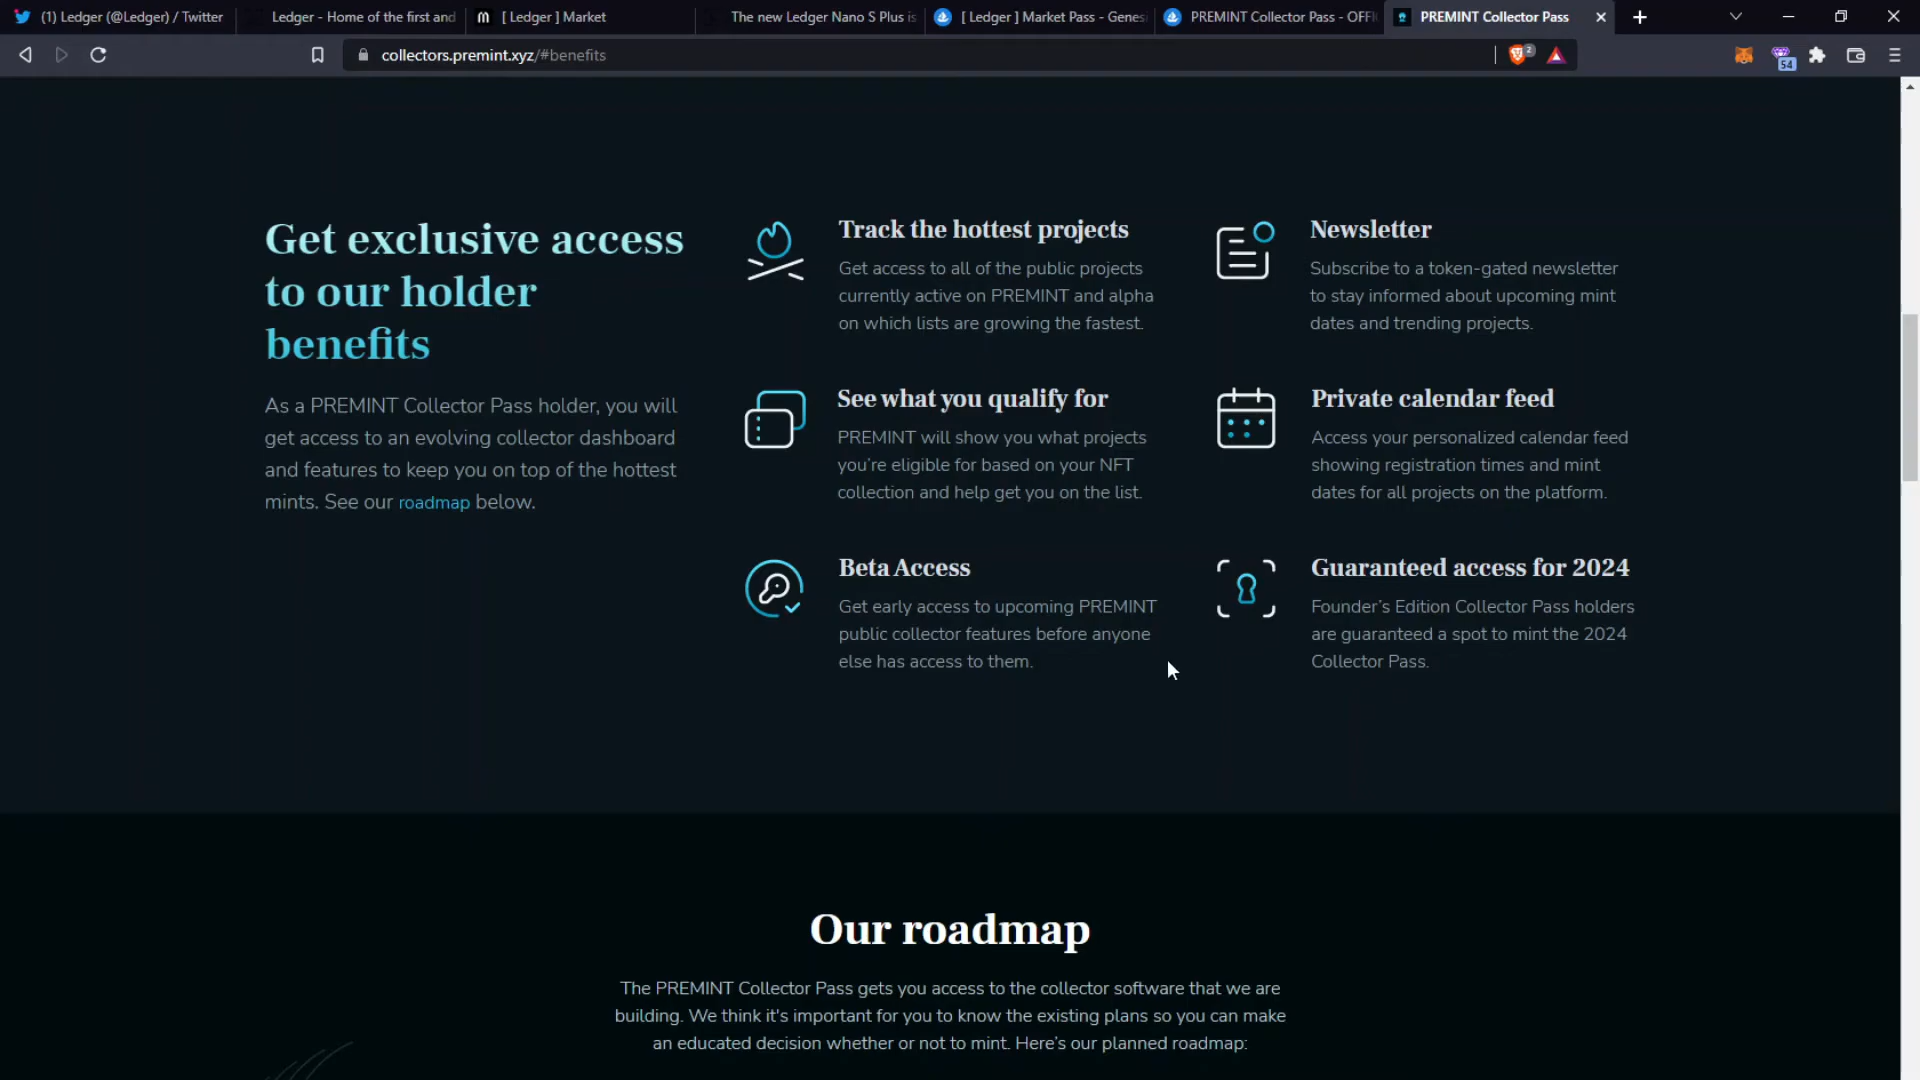 (1) Ledger (@Ledger) / Twitter
Ledger - Home of the first and
[ Ledger ] Market
The new Ledger Nano S Plus is
[ Ledger ] Market Pass - Genes
PREMINT Collector Pass - OFFI
PREMINT Collector Pass
collectors.premint.xyz/#benefits
2
54
Get exclusive access
to our holder
benefits
As a PREMINT Collector Pass holder, you will
get access to an evolving collector dashboard
and features to keep you on top of the hottest
mints. See our roadmap below.
Track the hottest projects
Get access to all of the public projects
currently active on PREMINT and alpha
on which lists are growing the fastest.
Newsletter
Subscribe to a token-gated newsletter
to stay informed about upcoming mint
dates and trending projects.
See what you qualify for
PREMINT will show you what projects
you're eligible for based on your NFT
collection and help get you on the list.
Private calendar feed
Access your personalized calendar feed
showing registration times and mint
dates for all projects on the platform.
Beta Access
Get early access to upcoming PREMINT
public collector features before anyone
else has access to them.
Guaranteed access for 2024
Founder's Edition Collector Pass holders
are guaranteed a spot to mint the 2024
Collector Pass.
Our roadmap
The PREMINT Collector Pass gets you access to the collector software that we are
building. We think it's important for you to know the existing plans so you can make
an educated decision whether or not to mint. Here's our planned roadmap: